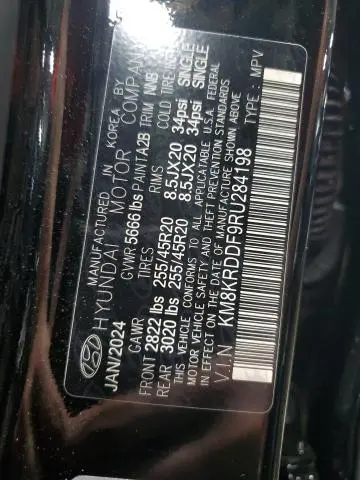 MANUFACTURED IN KOREA BY
HYUNDAI MOTOR COMPANY
JAN/2024 GVWR 5666lbs PAINT A2B TRIM NNB
GAWR TIRES RIMS COLD TIRE
FRONT 2822 lbs 255/45R20 8.5JX20 34psi SINGLE
REAR 3020 lbs 255/45R20 8.5JX20 34psi SINGLE
THIS VEHICLE CONFORMS TO ALL APPLICABLE U.S.A. FEDERAL
MOTOR VEHICLE SAFETY AND THEFT PREVENTION STANDARDS
IN EFFECT ON THE DATE OF MANUFACTURE SHOWN ABOVE
V.I.N: KM8KRDDF9RU284198 TYPE : MPV